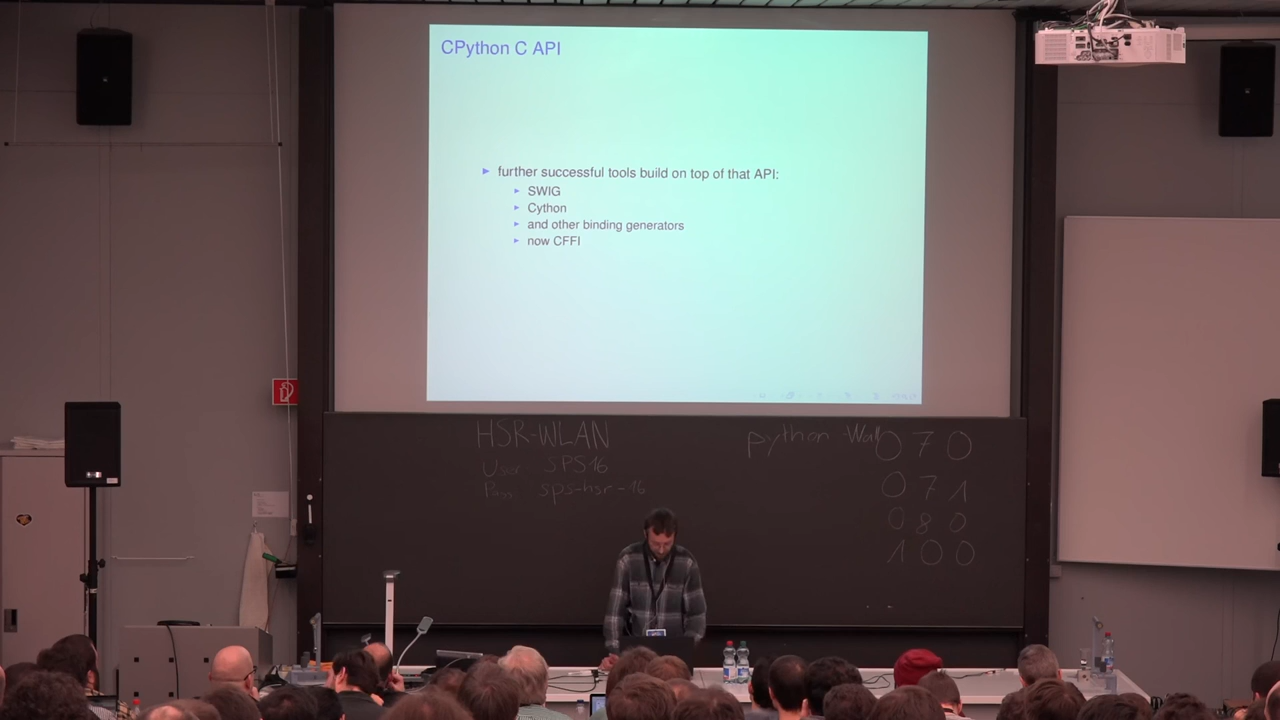 CPython C API
further successful tools build on top of that API:
SWIG
Cython
and other binding generators
now CFFI
HSR-WLAN
User SPS16
Pass sps-hsr-16
python-Wall
070
071
080
100